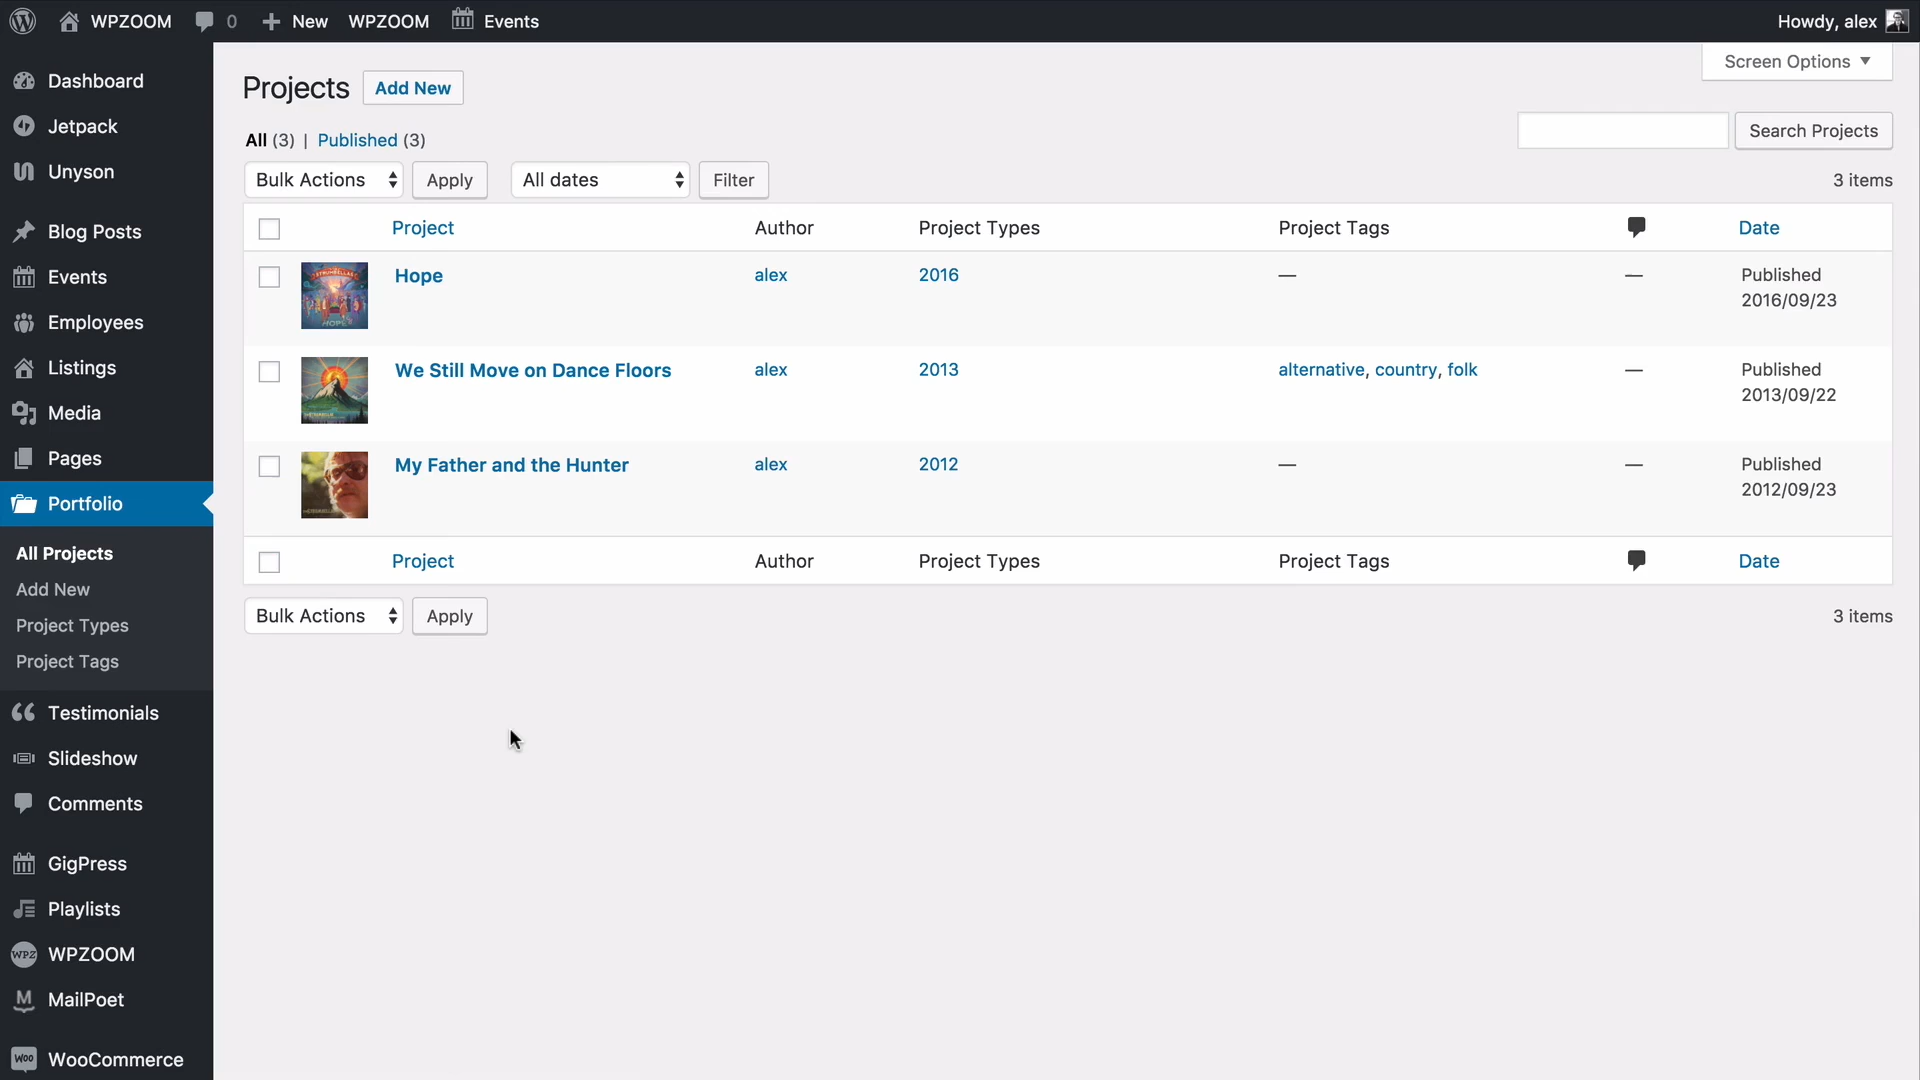 WPZOOM 0 New WPZOOM Events Howdy, alex
Dashboard
Jetpack
Unyson
Blog Posts
Events
Employees
Listings
Media
Pages
Portfolio
All Projects
Add New
Project Types
Project Tags
Testimonials
Slideshow
Comments
GigPress
Playlists
WPZ WPZOOM
M MailPoet
Woo WooCommerce
Screen Options
Projects Add New
All (3) | Published (3)
Search Projects
Bulk Actions Apply All dates Filter 3 items
Project Author Project Types Project Tags Date
Hope alex 2016 — — Published
2016/09/23
HOPE
We Still Move on Dance Floors alex 2013 alternative, country, folk — Published
2013/09/22
My Father and the Hunter alex 2012 — — Published
2012/09/23
Project Author Project Types Project Tags Date
Bulk Actions Apply 3 items